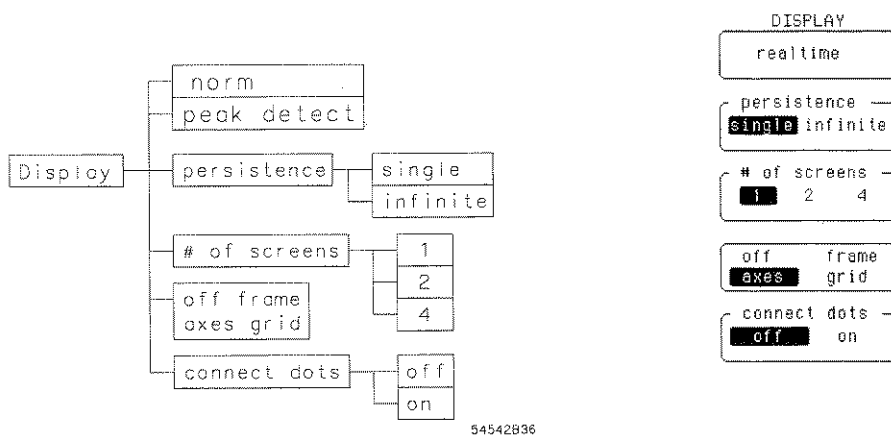 norm
peak detect
Display
persistence
single
infinite
# of screens
1
2
4
off frame
axes grid
connect dots
off
on
54542B36
DISPLAY
realtime
persistence
single infinite
# of screens
1 2 4
off frame
axes grid
connect dots
off on